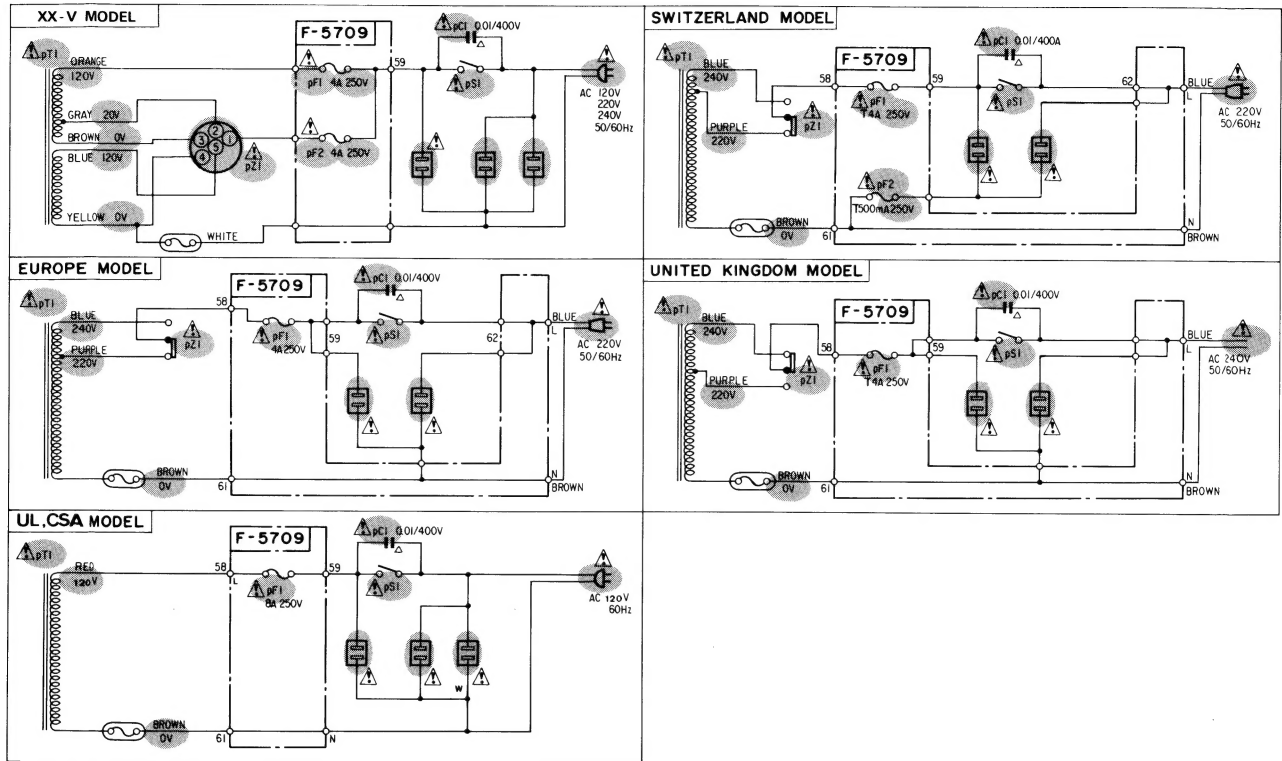 XX-V MODEL
pT1
ORANGE
120V
GRAY 20V
BROWN 0V
BLUE 120V
YELLOW 0V
WHITE
1
2
3
4
5
pZ1
F-5709
pF1 4A 250V
pF2 4A 250V
59
pC1 0.01/400V
pS1
AC 120V
220V
240V
50/60Hz
SWITZERLAND MODEL
pT1
BLUE
240V
PURPLE
220V
pZ1
BROWN
0V
58
F-5709
pF1
T4A 250V
pF2
T500mA250V
61
59
pC1 0.01/400A
pS1
62
BLUE
L
N
BROWN
AC 220V
50/60Hz
EUROPE MODEL
pT1
BLUE
240V
PURPLE
220V
pZ1
BROWN
0V
58
F-5709
pF1
4A250V
59
61
pC1 0.01/400V
pS1
62
BLUE
L
N
BROWN
AC 220V
50/60Hz
UNITED KINGDOM MODEL
pT1
BLUE
240V
PURPLE
220V
pZ1
BROWN
0V
58
F-5709
pF1
T4A 250V
59
61
pC1 0.01/400V
pS1
BLUE
L
N
BROWN
AC 240V
50/60Hz
UL,CSA MODEL
pT1
RED
120V
BROWN
0V
58
L
F-5709
pF1
8A 250V
59
61
N
pC1 0.01/400V
pS1
W
AC 120V
60Hz